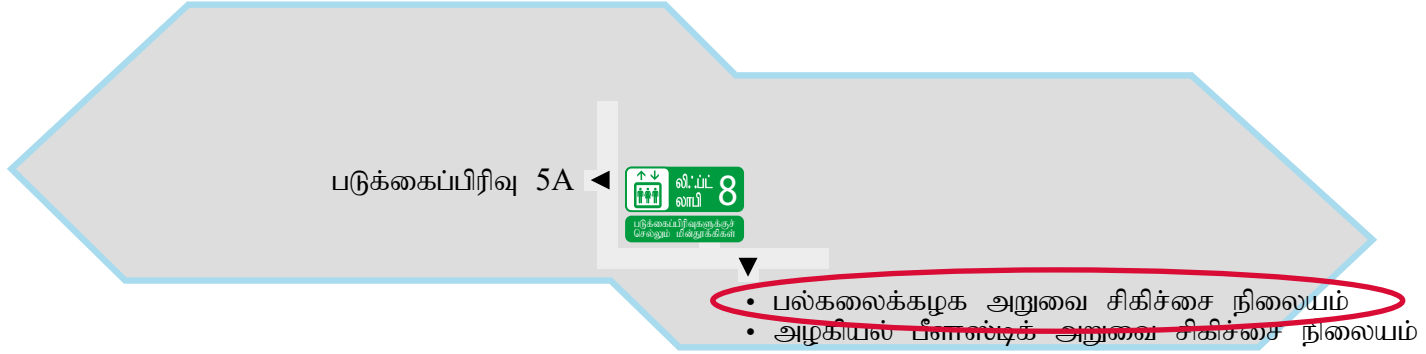 படுக்கைப்பிரிவு 5A
லிஃப்ட் லாபி 8
படுக்கைப்பிரிவுகளுக்குச்
செல்லும் மின்தூக்கிகள்
• பல்கலைக்கழக அறுவை சிகிச்சை நிலையம்
• அழகியல் பிளாஸ்டிக் அறுவை சிகிச்சை நிலையம்